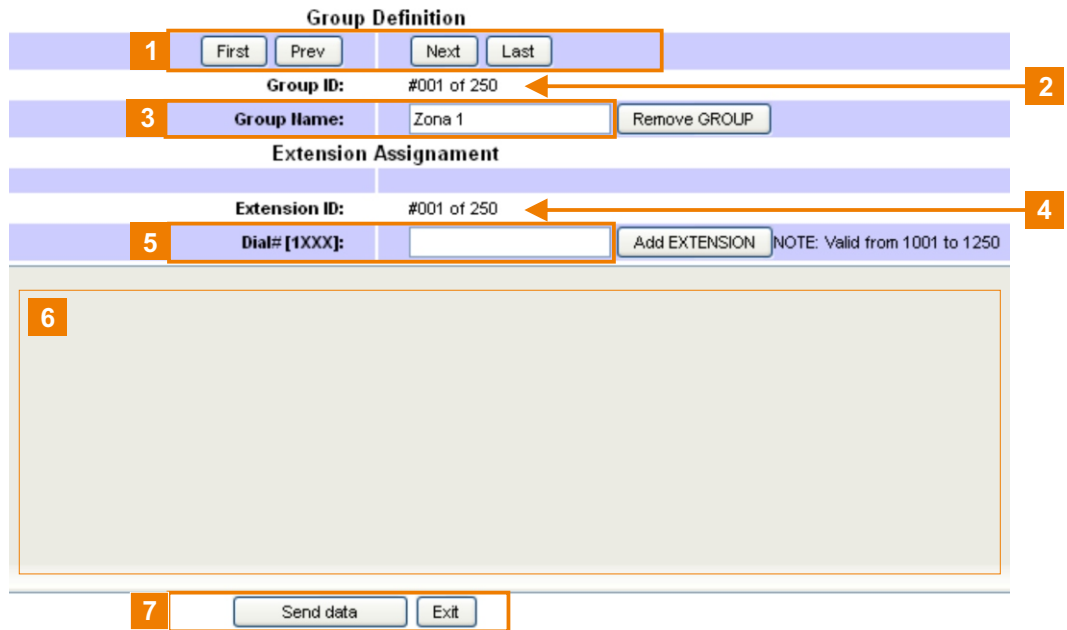 Group Definition
1 First Prev Next Last
Group ID: #001 of 250 2
3 Group Name: Zona 1 Remove GROUP
Extension Assignament
Extension ID: #001 of 250 4
5 Dial# [1XXX]: Add EXTENSION NOTE: Valid from 1001 to 1250
6
7 Send data Exit